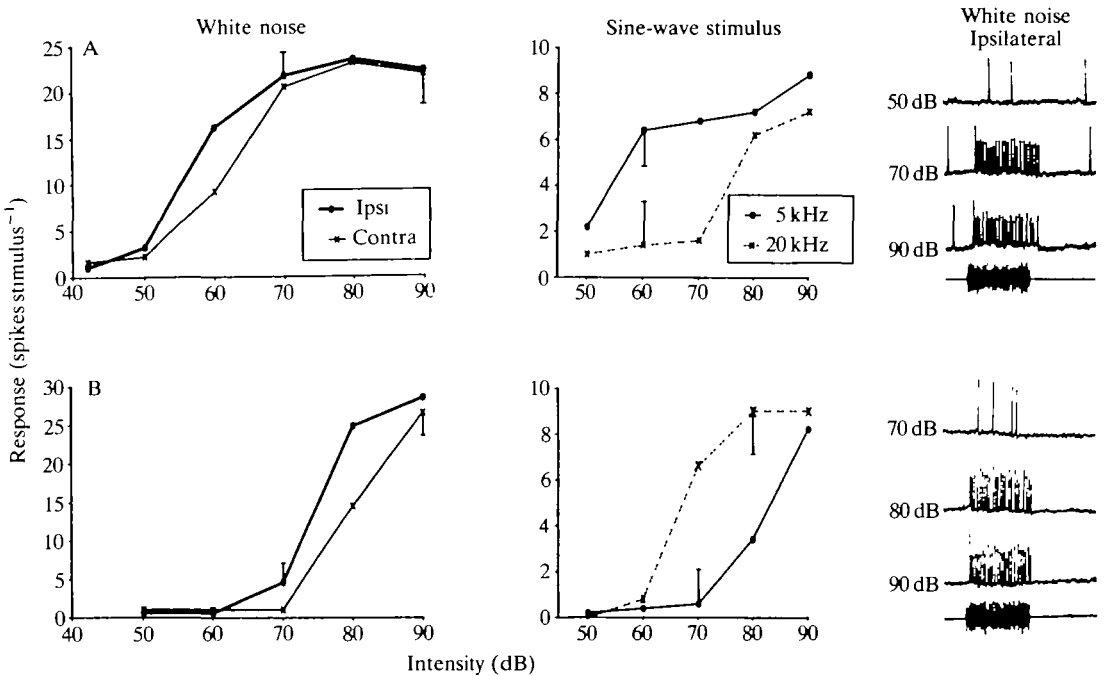 White noise
Sine-wave stimulus
White noise
Ipsilateral
A
25
20
15
10
5
0
40 50 60 70 80 90
Ipsi
Contra
10
8
6
4
2
0
50 60 70 80 90
5 kHz
20 kHz
50 dB
70 dB
90 dB
Response (spikes stimulus⁻¹)
B
30
25
20
15
10
5
0
40 50 60 70 80 90
10
8
6
4
2
0
50 60 70 80 90
70 dB
80 dB
90 dB
Intensity (dB)